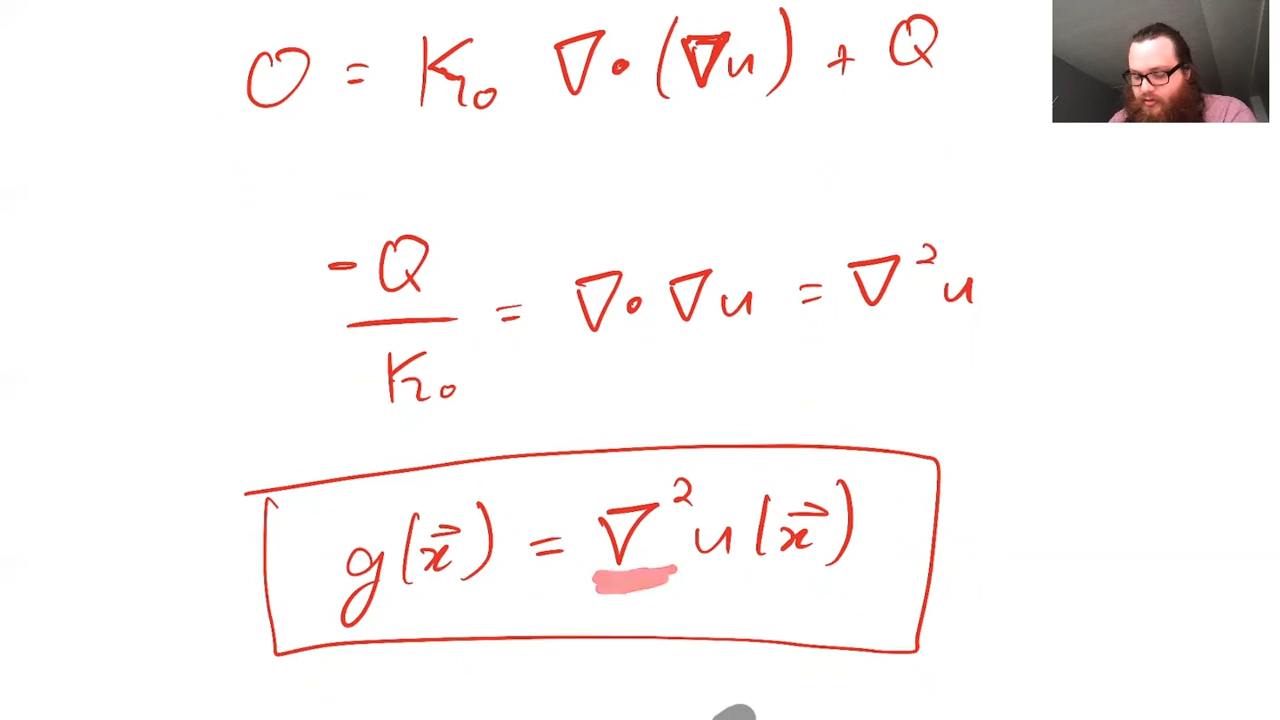 0 = K₀ ∇·(∇u) + Q
-Q/K₀ = ∇·∇u = ∇²u
g(x⃗) = ∇²u(x⃗)